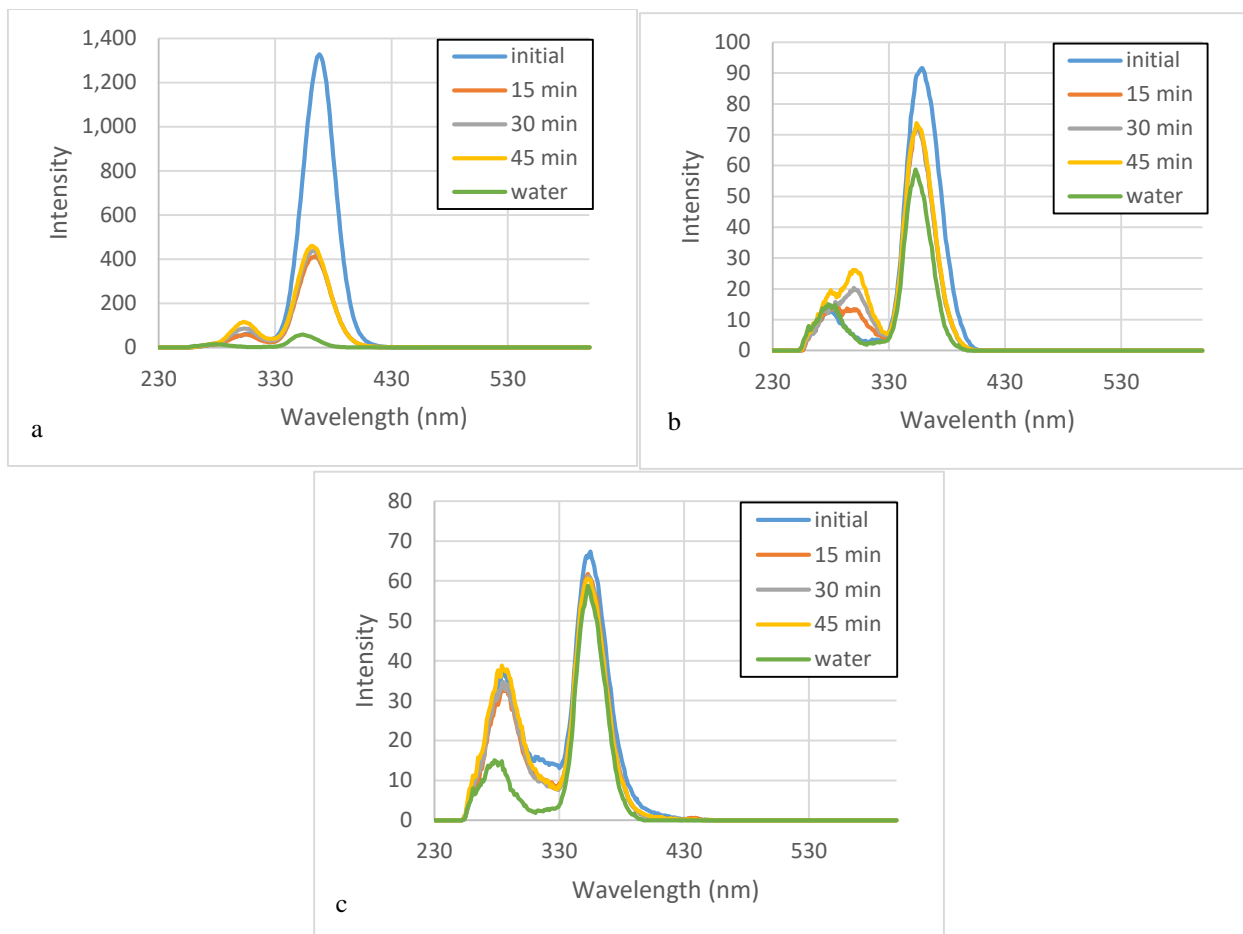 1,400
1,200
1,000
800
600
400
200
0
Intensity
230 330 430 530
Wavelength (nm)
initial
15 min
30 min
45 min
water
a
100
90
80
70
60
50
40
30
20
10
0
Intensity
230 330 430 530
Wavelenth (nm)
initial
15 min
30 min
45 min
water
b
80
70
60
50
40
30
20
10
0
Intensity
230 330 430 530
Wavelength (nm)
initial
15 min
30 min
45 min
water
c